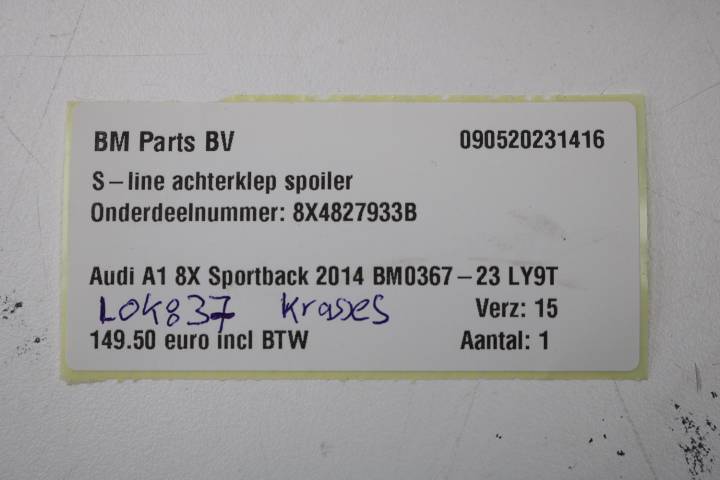 BM Parts BV 090520231416
S-line achterklep spoiler
Onderdeelnummer: 8X4827933B
Audi A1 8X Sportback 2014 BM0367-23 LY9T
LOK837 Krasses Verz: 15
149.50 euro incl BTW Aantal: 1